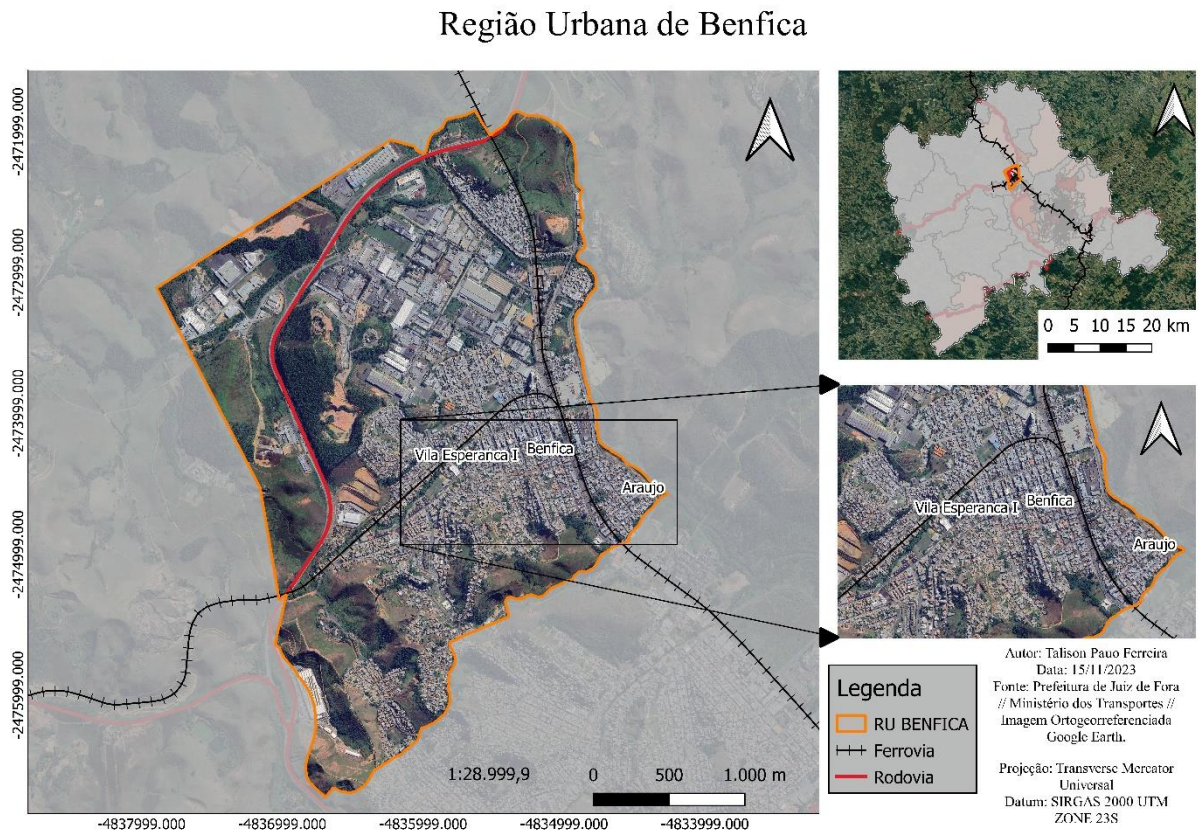 Região Urbana de Benfica
-2471999.000
-2472999.000
-2473999.000
-2474999.000
-2475999.000
Vila Esperanca I
Benfica
Araujo
1:28.999,9
0 500 1.000 m
-4837999.000 -4836999.000 -4835999.000 -4834999.000 -4833999.000
0 5 10 15 20 km
Vila Esperanca I
Benfica
Araujo
Legenda
RU BENFICA
Ferrovia
Rodovia
Autor: Talison Pauo Ferreira
Data: 15/11/2023
Fonte: Prefeitura de Juiz de Fora
// Ministério dos Transportes //
Imagem Ortogeorreferenciada
Google Earth.
Projeção: Transverse Mercator
Universal
Datum: SIRGAS 2000 UTM
ZONE 23S